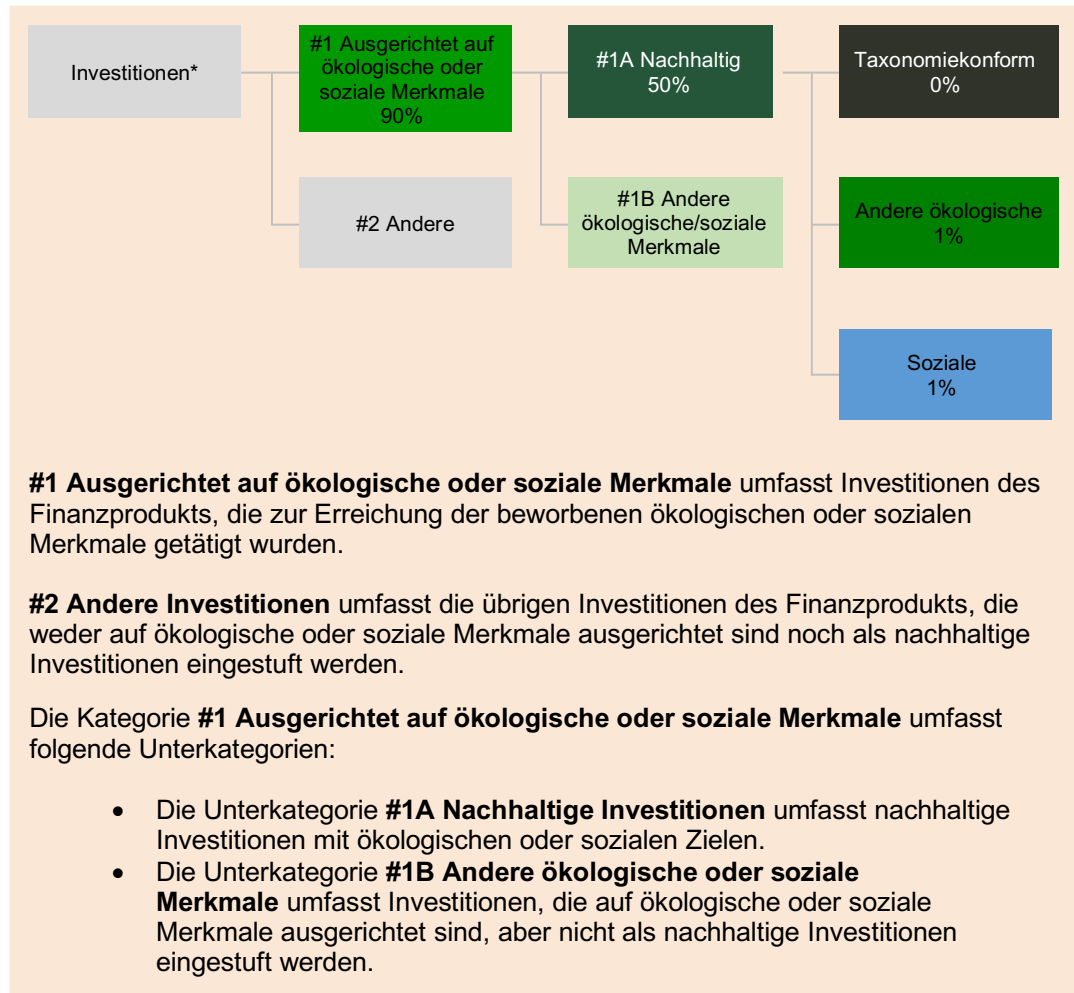 Investitionen*
#1 Ausgerichtet auf
ökologische oder
soziale Merkmale
90%
#1A Nachhaltig
50%
Taxonomiekonform
0%
#2 Andere
#1B Andere
ökologische/soziale
Merkmale
Andere ökologische
1%
Soziale
1%
#1 Ausgerichtet auf ökologische oder soziale Merkmale umfasst Investitionen des
Finanzprodukts, die zur Erreichung der beworbenen ökologischen oder sozialen
Merkmale getätigt wurden.
#2 Andere Investitionen umfasst die übrigen Investitionen des Finanzprodukts, die
weder auf ökologische oder soziale Merkmale ausgerichtet sind noch als nachhaltige
Investitionen eingestuft werden.
Die Kategorie #1 Ausgerichtet auf ökologische oder soziale Merkmale umfasst
folgende Unterkategorien:
• Die Unterkategorie #1A Nachhaltige Investitionen umfasst nachhaltige
Investitionen mit ökologischen oder sozialen Zielen.
• Die Unterkategorie #1B Andere ökologische oder soziale
Merkmale umfasst Investitionen, die auf ökologische oder soziale
Merkmale ausgerichtet sind, aber nicht als nachhaltige Investitionen
eingestuft werden.